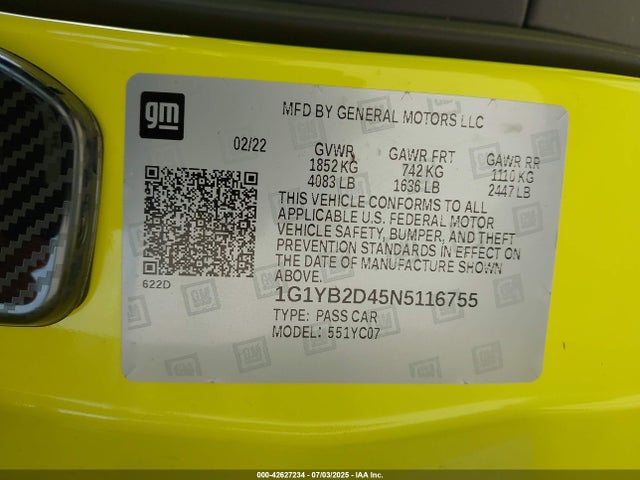 gm
MFD BY GENERAL MOTORS LLC
02/22
GVWR
1852 KG
4083 LB
GAWR FRT
742 KG
1636 LB
GAWR RR
1110 KG
2447 LB
THIS VEHICLE CONFORMS TO ALL
APPLICABLE U.S. FEDERAL MOTOR
VEHICLE SAFETY, BUMPER, AND THEFT
PREVENTION STANDARDS IN EFFECT ON
THE DATE OF MANUFACTURE SHOWN
ABOVE.
622D
1G1YB2D45N5116755
TYPE: PASS CAR
MODEL: 551YC07
000-42627234 - 07/03/2025 - IAA Inc.